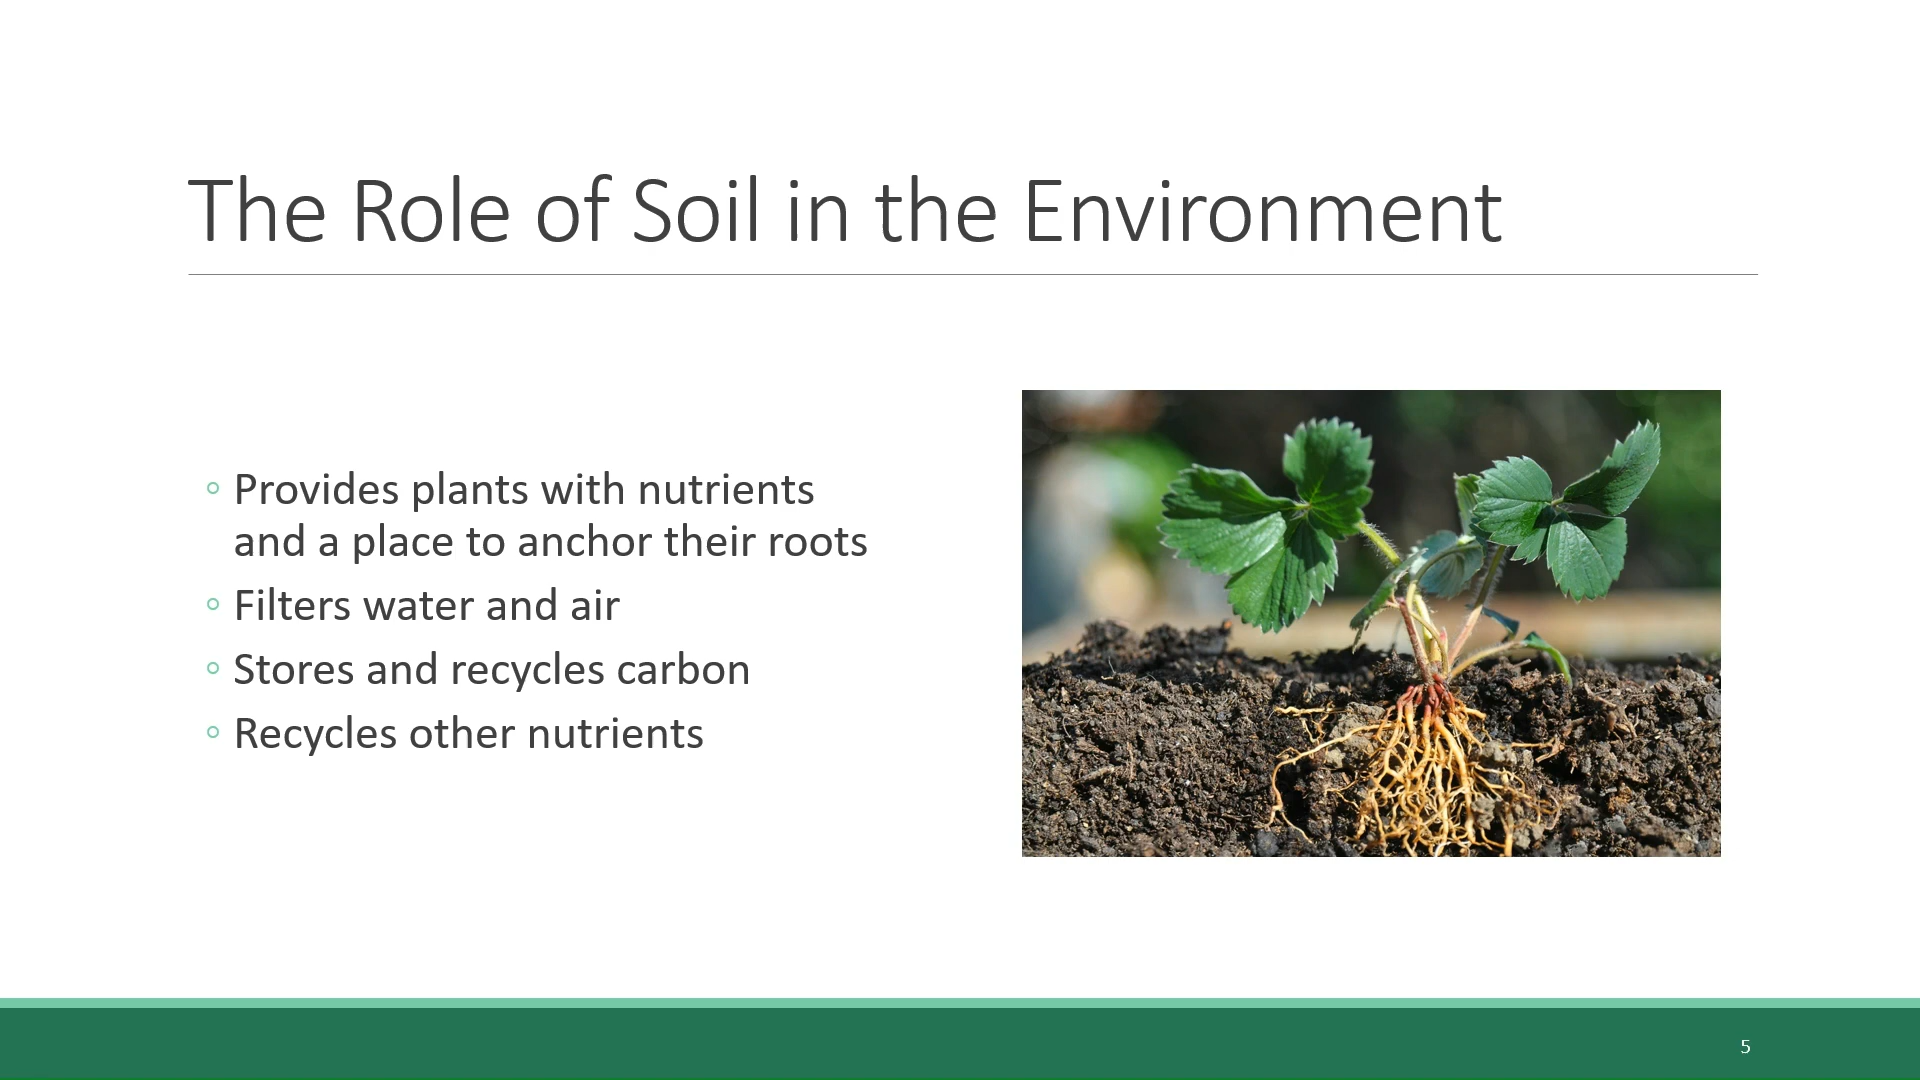 The Role of Soil in the Environment
◦ Provides plants with nutrients
and a place to anchor their roots
◦ Filters water and air
◦ Stores and recycles carbon
◦ Recycles other nutrients
5